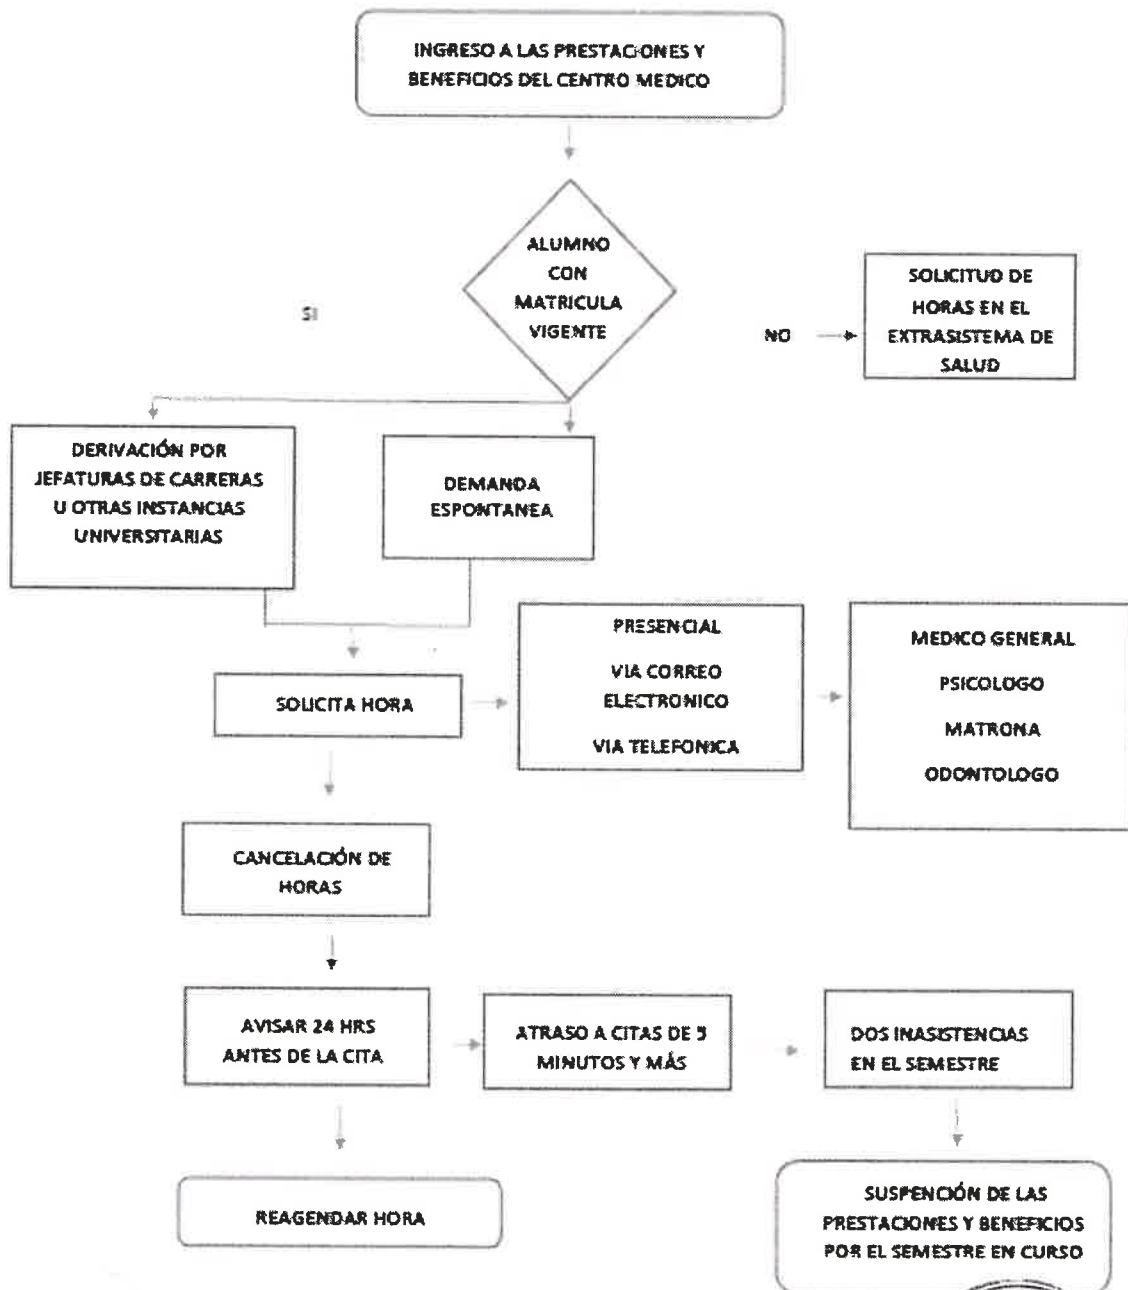 INGRESO A LAS PRESTACIONES Y
BENEFICIOS DEL CENTRO MEDICO
ALUMNO
CON
MATRICULA
VIGENTE
SI
NO
SOLICITUD DE
HORAS EN EL
EXTRASISTEMA DE
SALUD
DERIVACIÓN POR
JEFATURAS DE CARRERAS
U OTRAS INSTANCIAS
UNIVERSITARIAS
DEMANDA
ESPONTANEA
SOLICITA HORA
PRESENCIAL
VIA CORREO
ELECTRONICO
VIA TELEFONICA
MEDICO GENERAL
PSICOLOGO
MATRONA
ODONTOLOGO
CANCELACIÓN DE
HORAS
AVISAR 24 HRS
ANTES DE LA CITA
ATRASO A CITAS DE
MINUTOS Y MÁS
DOS INASISTENCIAS
EN EL SEMESTRE
REAGENDAR HORA
SUSPENCIÓN DE LAS
PRESTACIONES Y BENEFICIOS
POR EL SEMESTRE EN CURSO